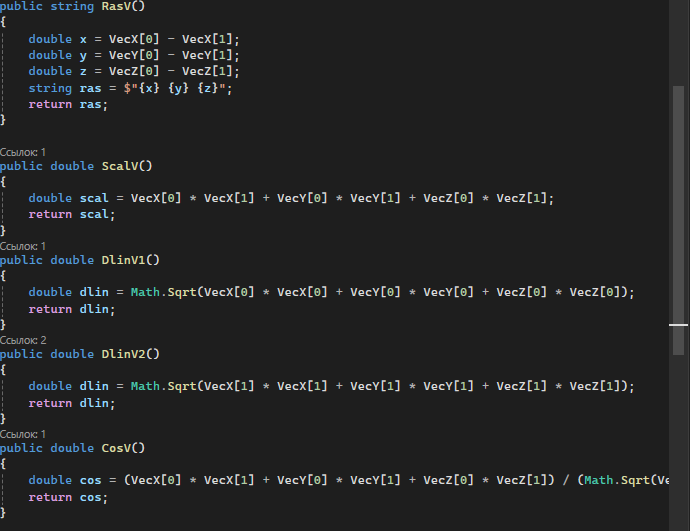 public string RasV()
{
double x = VecX[0] - VecX[1];
double y = VecY[0] - VecY[1];
double z = VecZ[0] - VecZ[1];
string ras = $"{x} {y} {z}";
return ras;
}
Ссылок: 1
public double ScalV()
{
double scal = VecX[0] * VecX[1] + VecY[0] * VecY[1] + VecZ[0] * VecZ[1];
return scal;
}
Ссылок: 1
public double DlinV1()
{
double dlin = Math.Sqrt(VecX[0] * VecX[0] + VecY[0] * VecY[0] + VecZ[0] * VecZ[0]);
return dlin;
}
Ссылок: 2
public double DlinV2()
{
double dlin = Math.Sqrt(VecX[1] * VecX[1] + VecY[1] * VecY[1] + VecZ[1] * VecZ[1]);
return dlin;
}
Ссылок: 1
public double CosV()
{
double cos = (VecX[0] * VecX[1] + VecY[0] * VecY[1] + VecZ[0] * VecZ[1]) / (Math.Sqrt(Ve
return cos;
}